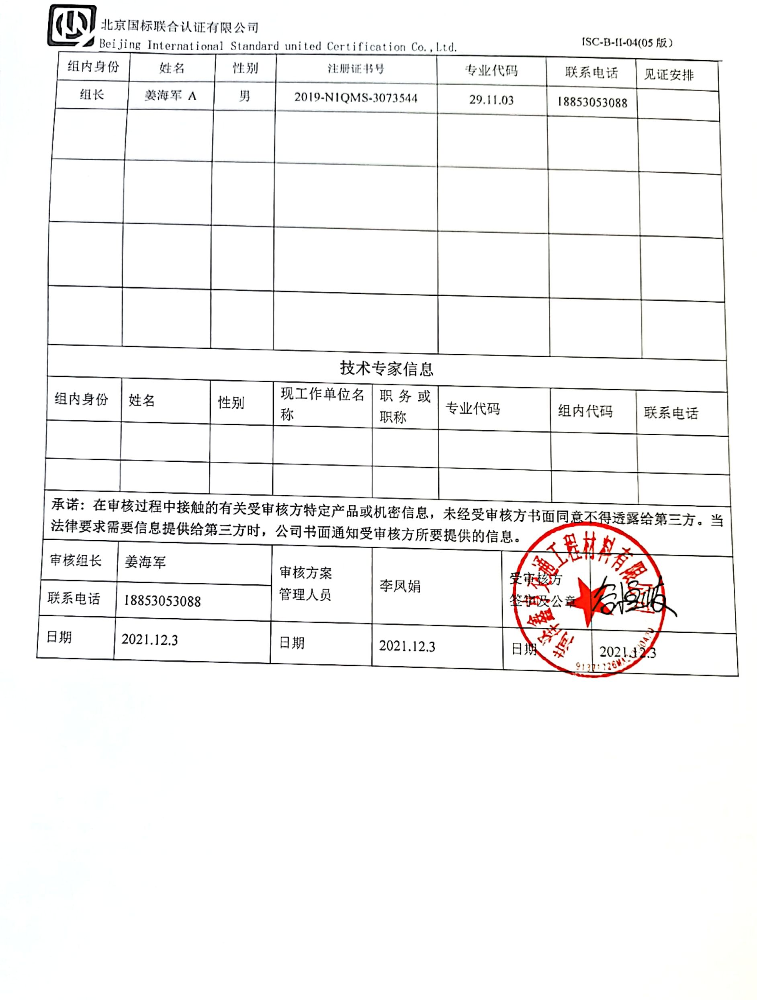 北京国标联合认证有限公司
Beijing International Standard united Certification Co.,Ltd.
ISC-B-II-04(05 版）
组内身份 姓名 性别 注册证书号 专业代码 联系电话 见证安排
组长 姜海军 A 男 2019-N1QMS-3073544 29.11.03 18853053088
技术专家信息
组内身份 姓名 性别 现工作单位名 职 务 或 专业代码 组内代码 联系电话
称 职称
承诺：在审核过程中接触的有关受审核方特定产品或机密信息，未经受审核方书面同意不得透露给第三方。当
法律要求需要信息提供给第三方时，公司书面通知受审核方所要提供的信息。
审核组长 姜海军 审核方案 李凤娟 受审核方
联系电话 18853053088 管理人员 签字及公章
日期 2021.12.3 日期 2021.12.3 日期 2021.12.3
交通工程材料有限